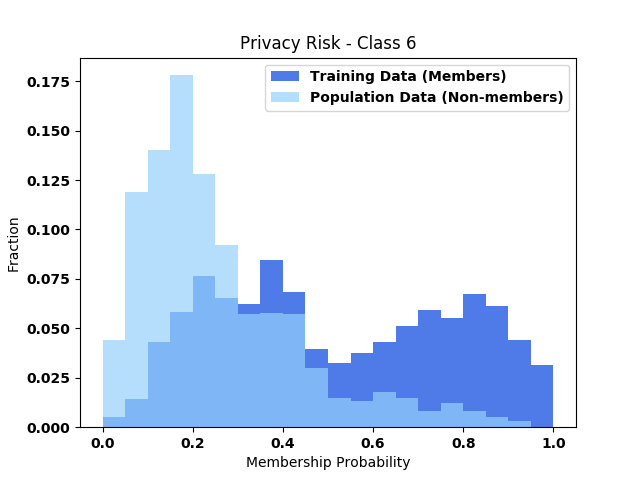 Privacy Risk - Class 6
Training Data (Members)
Population Data (Non-members)
0.175
0.150
0.125
0.100
0.075
0.050
0.025
0.000
Fraction
0.0 0.2 0.4 0.6 0.8 1.0
Membership Probability